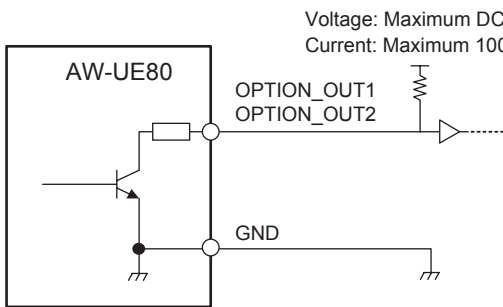 Voltage: Maximum DC
Current: Maximum 100
AW-UE80
OPTION_OUT1
OPTION_OUT2
GND